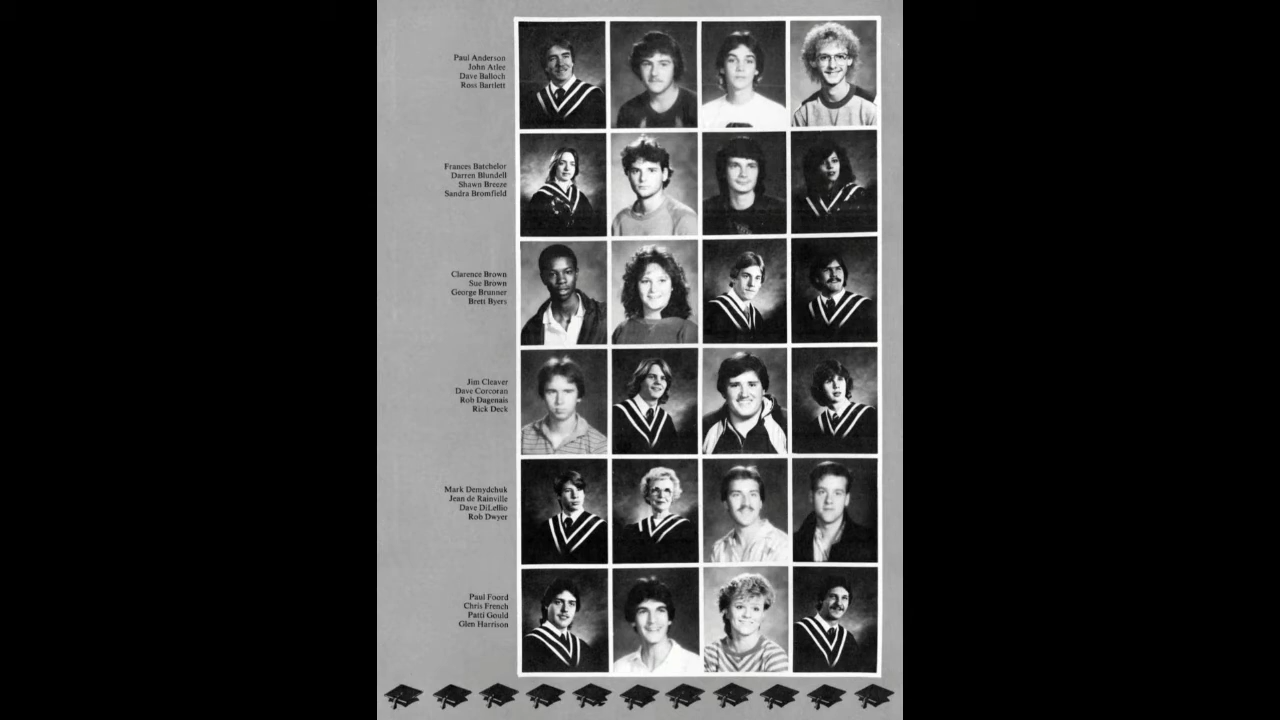 Paul Anderson
John Atlee
Dave Balloch
Ross Bartlett
Frances Batchelor
Darren Blundell
Shawn Breeze
Sandra Bromfield
Clarence Brown
Sue Brown
George Brunner
Brett Byers
Jim Cleaver
Dave Corcoran
Rob Dagenais
Rick Deck
Mark Demydchuk
Jean de Rainville
Dave DiLellio
Rob Dwyer
Paul Foord
Chris French
Patti Gould
Glen Harrison